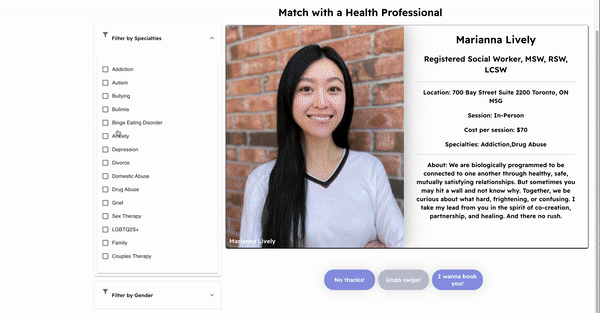 Match with a Health Professional
Filter by Specialties
Addiction
Autism
Bullying
Bulimia
Binge Eating Disorder
Anxiety
Depression
Divorce
Domestic Abuse
Drug Abuse
Grief
Sex Therapy
LGBTQ2S+
Family
Couples Therapy
Filter by Gender
Marianna Lively
Marianna Lively
Registered Social Worker, MSW, RSW,
LCSW
Location: 700 Bay Street Suite 2200 Toronto, ON
M5G
Session: In-Person
Cost per session: $70
Specialties: Addiction,Drug Abuse
About: We are biologically programmed to be
connected to one another through healthy, safe,
mutually satisfying relationships. But sometimes you
may hit a wall and not know why. Together, we be
curious about what hard, frightening, or confusing. I
take my lead from you in the spirit of co-creation,
partnership, and healing. And there no rush.
No thanks!
Undo swipe!
I wanna book
you!